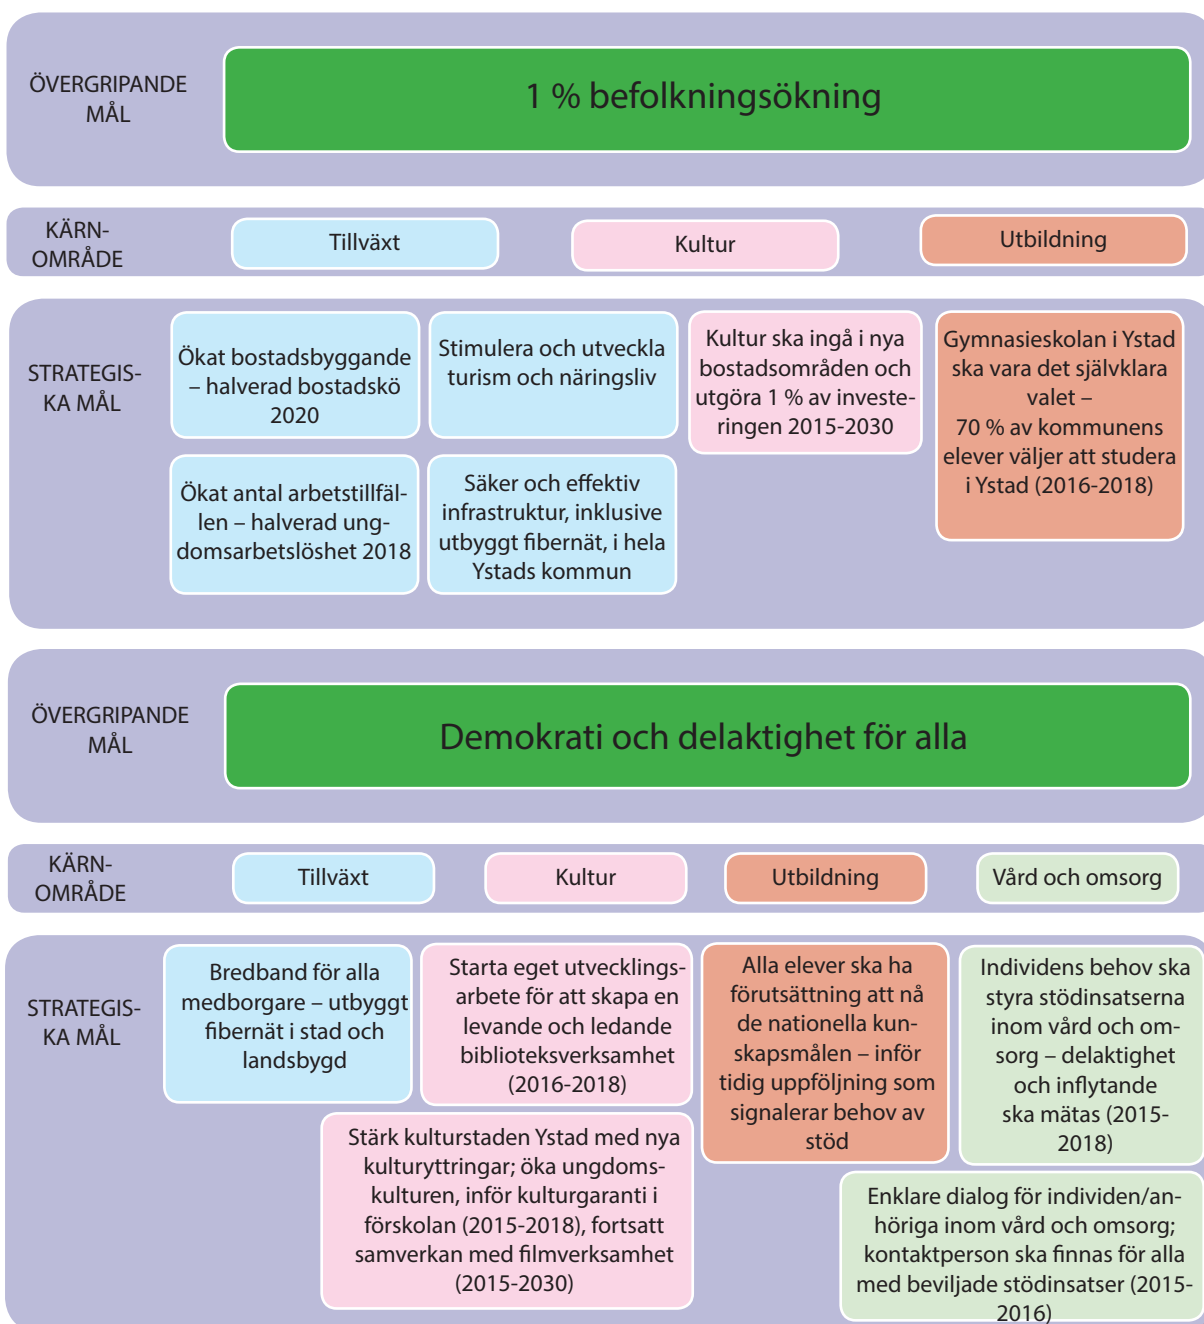 ÖVERGRIPANDE
MÅL
1 % befolkningsökning
KÄRN-
OMRÅDE
Tillväxt
Kultur
Utbildning
STRATEGIS-
KA MÅL
Ökat bostadsbyggande
– halverad bostadskö
2020
Stimulera och utveckla
turism och näringsliv
Kultur ska ingå i nya
bostadsområden och
utgöra 1 % av investe-
ringen 2015-2030
Gymnasieskolan i Ystad
ska vara det självklara
valet –
70 % av kommunens
elever väljer att studera
i Ystad (2016-2018)
Ökat antal arbetstillfäl-
len – halverad ung-
domsarbetslöshet 2018
Säker och effektiv
infrastruktur, inklusive
utbyggt fibernät, i hela
Ystads kommun
ÖVERGRIPANDE
MÅL
Demokrati och delaktighet för alla
KÄRN-
OMRÅDE
Tillväxt
Kultur
Utbildning
Vård och omsorg
STRATEGIS-
KA MÅL
Bredband för alla
medborgare – utbyggt
fibernät i stad och
landsbygd
Starta eget utvecklings-
arbete för att skapa en
levande och ledande
biblioteksverksamhet
(2016-2018)
Alla elever ska ha
förutsättning att nå
de nationella kun-
skapsmålen – inför
tidig uppföljning som
signalerar behov av
stöd
Individens behov ska
styra stödinsatserna
inom vård och om-
sorg – delaktighet
och inflytande
ska mätas (2015-
2018)
Stärk kulturstaden Ystad med nya
kulturyttringar; öka ungdoms-
kulturen, inför kulturgaranti i
förskolan (2015-2018), fortsatt
samverkan med filmverksamhet
(2015-2030)
Enklare dialog för individen/an-
höriga inom vård och omsorg;
kontaktperson ska finnas för alla
med beviljade stödinsatser (2015-
2016)